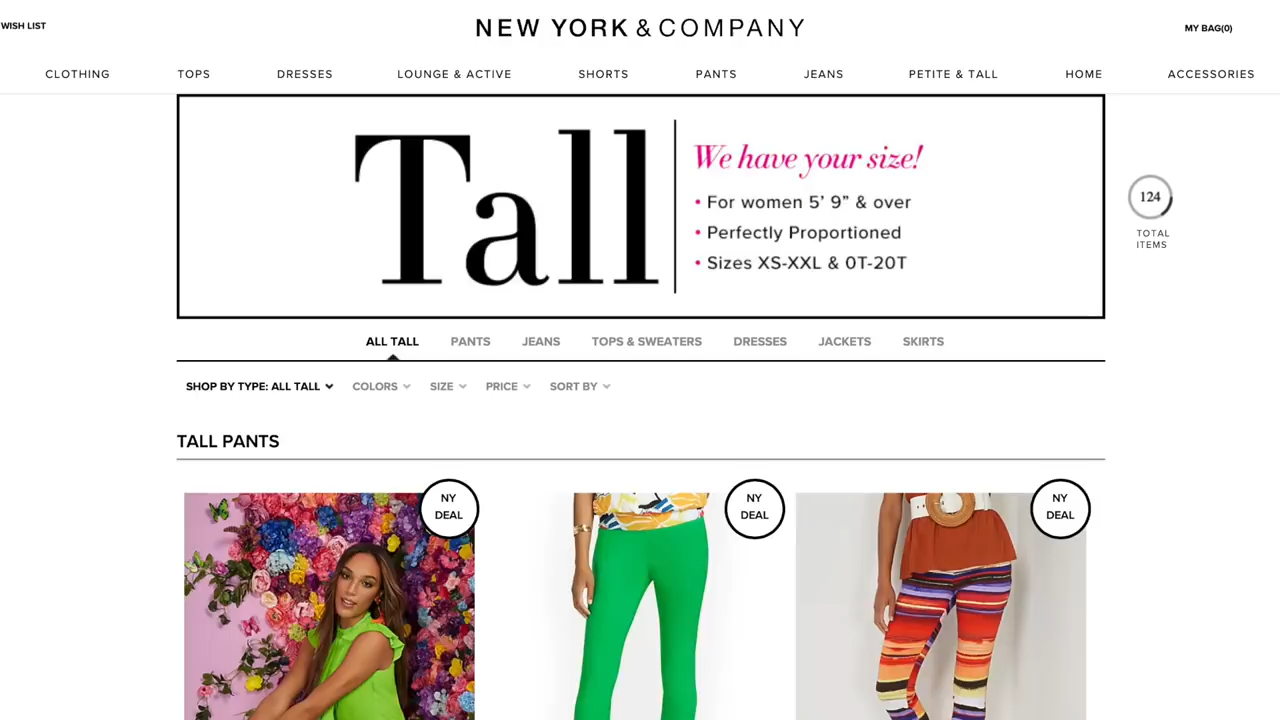 WISH LIST
NEW YORK & COMPANY
MY BAG(0)
CLOTHING TOPS DRESSES LOUNGE & ACTIVE SHORTS PANTS JEANS PETITE & TALL HOME ACCESSORIES
Tall
We have your size!
• For women 5’ 9” & over
• Perfectly Proportioned
• Sizes XS-XXL & 0T-20T
124
TOTAL
ITEMS
ALL TALL PANTS JEANS TOPS & SWEATERS DRESSES JACKETS SKIRTS
SHOP BY TYPE: ALL TALL COLORS SIZE PRICE SORT BY
TALL PANTS
NY
DEAL
NY
DEAL
NY
DEAL